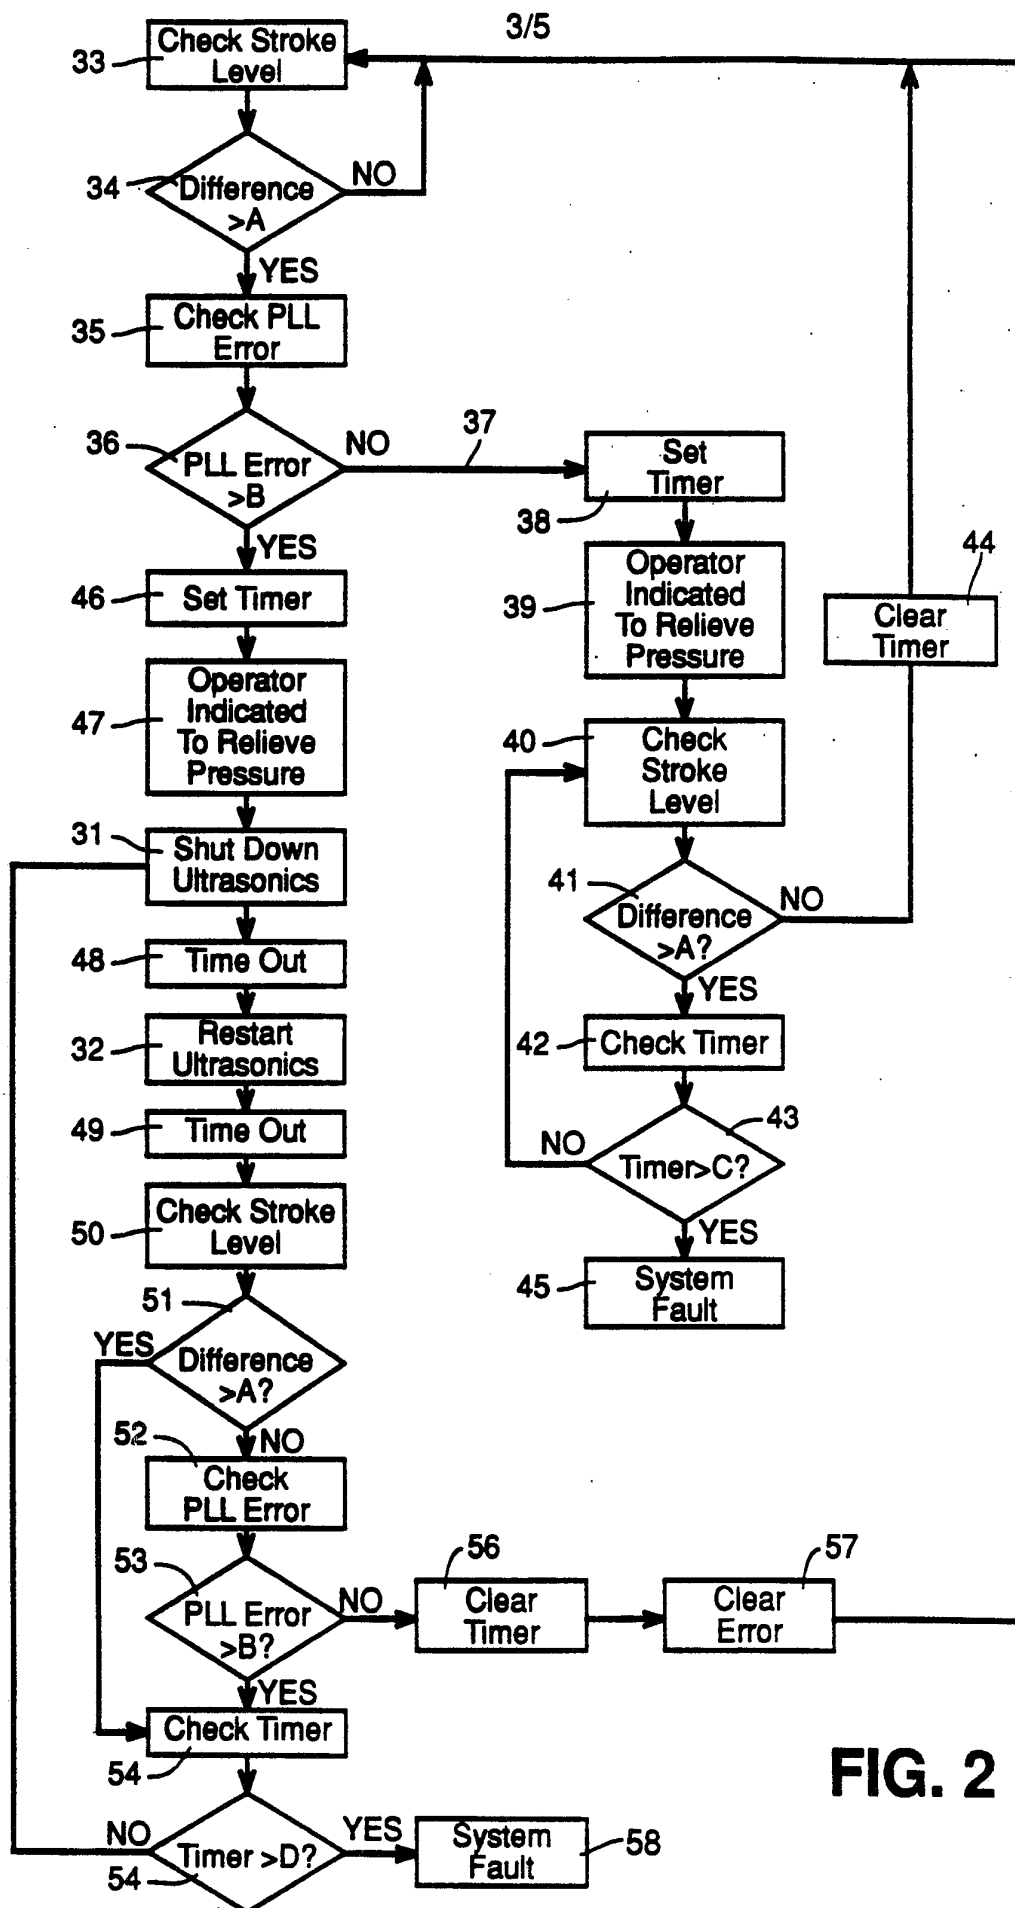 3/5
33
Check Stroke
Level
34
Difference
>A
NO
YES
35
Check PLL
Error
36
PLL Error
>B
NO
37
YES
Set
Timer
38
46
Set Timer
Operator
Indicated
To Relieve
Pressure
39
44
Clear
Timer
47
Operator
Indicated
To Relieve
Pressure
40
Check
Stroke
Level
31
Shut Down
Ultrasonics
41
Difference
>A?
NO
YES
48
Time Out
32
Restart
Ultrasonics
42
Check Timer
49
Time Out
43
NO
Timer>C?
YES
50
Check Stroke
Level
45
System
Fault
51
YES
Difference
>A?
NO
52
Check
PLL Error
53
PLL Error
>B?
NO
YES
56
Clear
Timer
57
Clear
Error
Check Timer
54
NO
Timer >D?
54
YES
System
Fault
58
FIG. 2